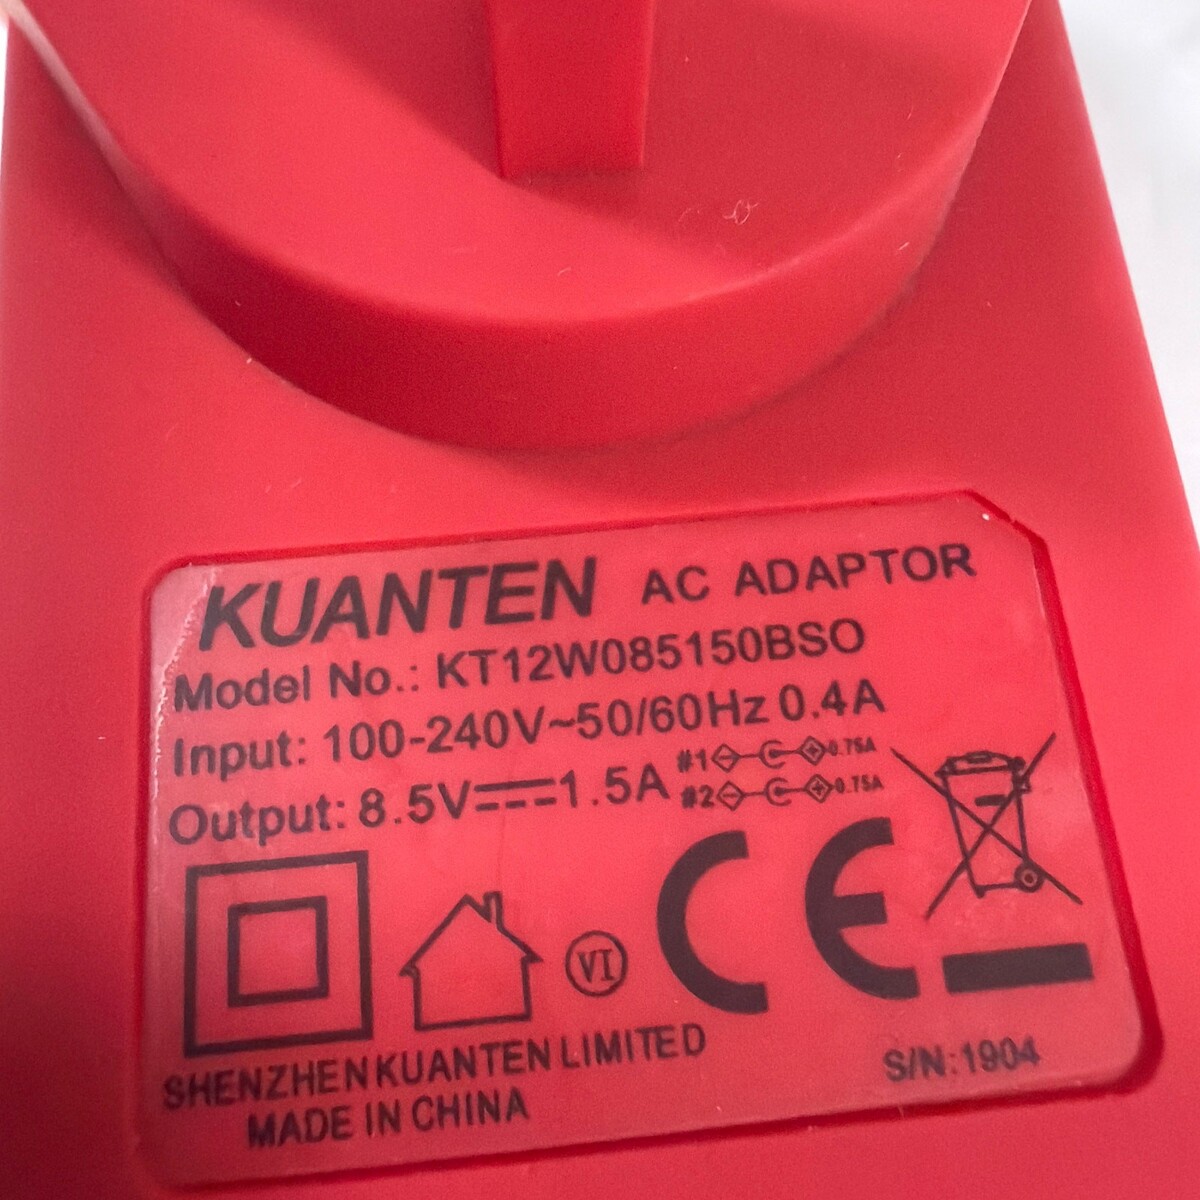 KUANTEN AC ADAPTOR
Model No.: KT12W085150BSO
Input: 100-240V~50/60Hz 0.4A
Output: 8.5V⎓1.5A #1 0.75A
#2 0.75A
VI
CE
SHENZHEN KUANTEN LIMITED
MADE IN CHINA
S/N:1904